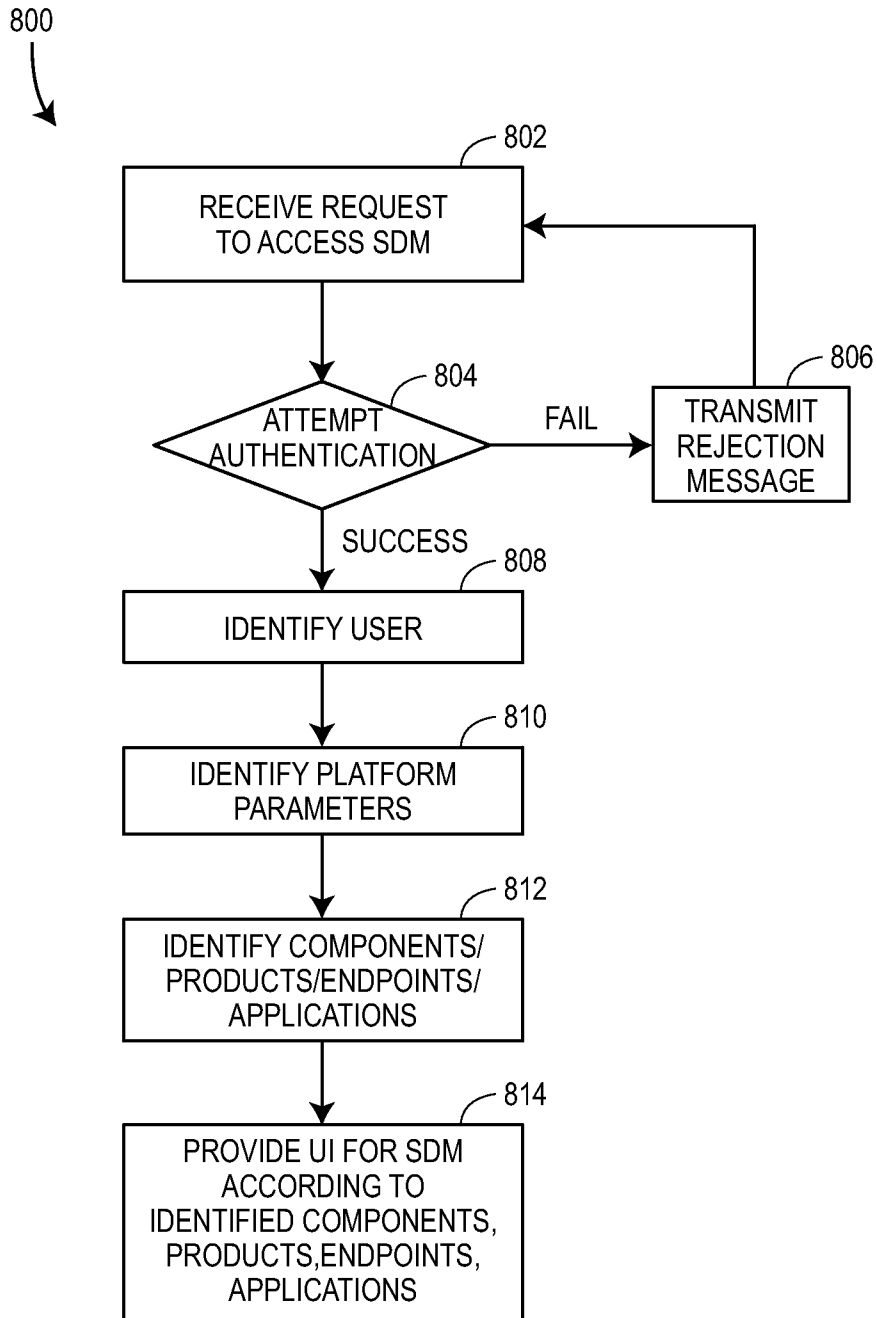 800
802
RECEIVE REQUEST
TO ACCESS SDM
804
ATTEMPT
AUTHENTICATION
FAIL
806
TRANSMIT
REJECTION
MESSAGE
SUCCESS
808
IDENTIFY USER
810
IDENTIFY PLATFORM
PARAMETERS
812
IDENTIFY COMPONENTS/
PRODUCTS/ENDPOINTS/
APPLICATIONS
814
PROVIDE UI FOR SDM
ACCORDING TO
IDENTIFIED COMPONENTS,
PRODUCTS,ENDPOINTS,
APPLICATIONS